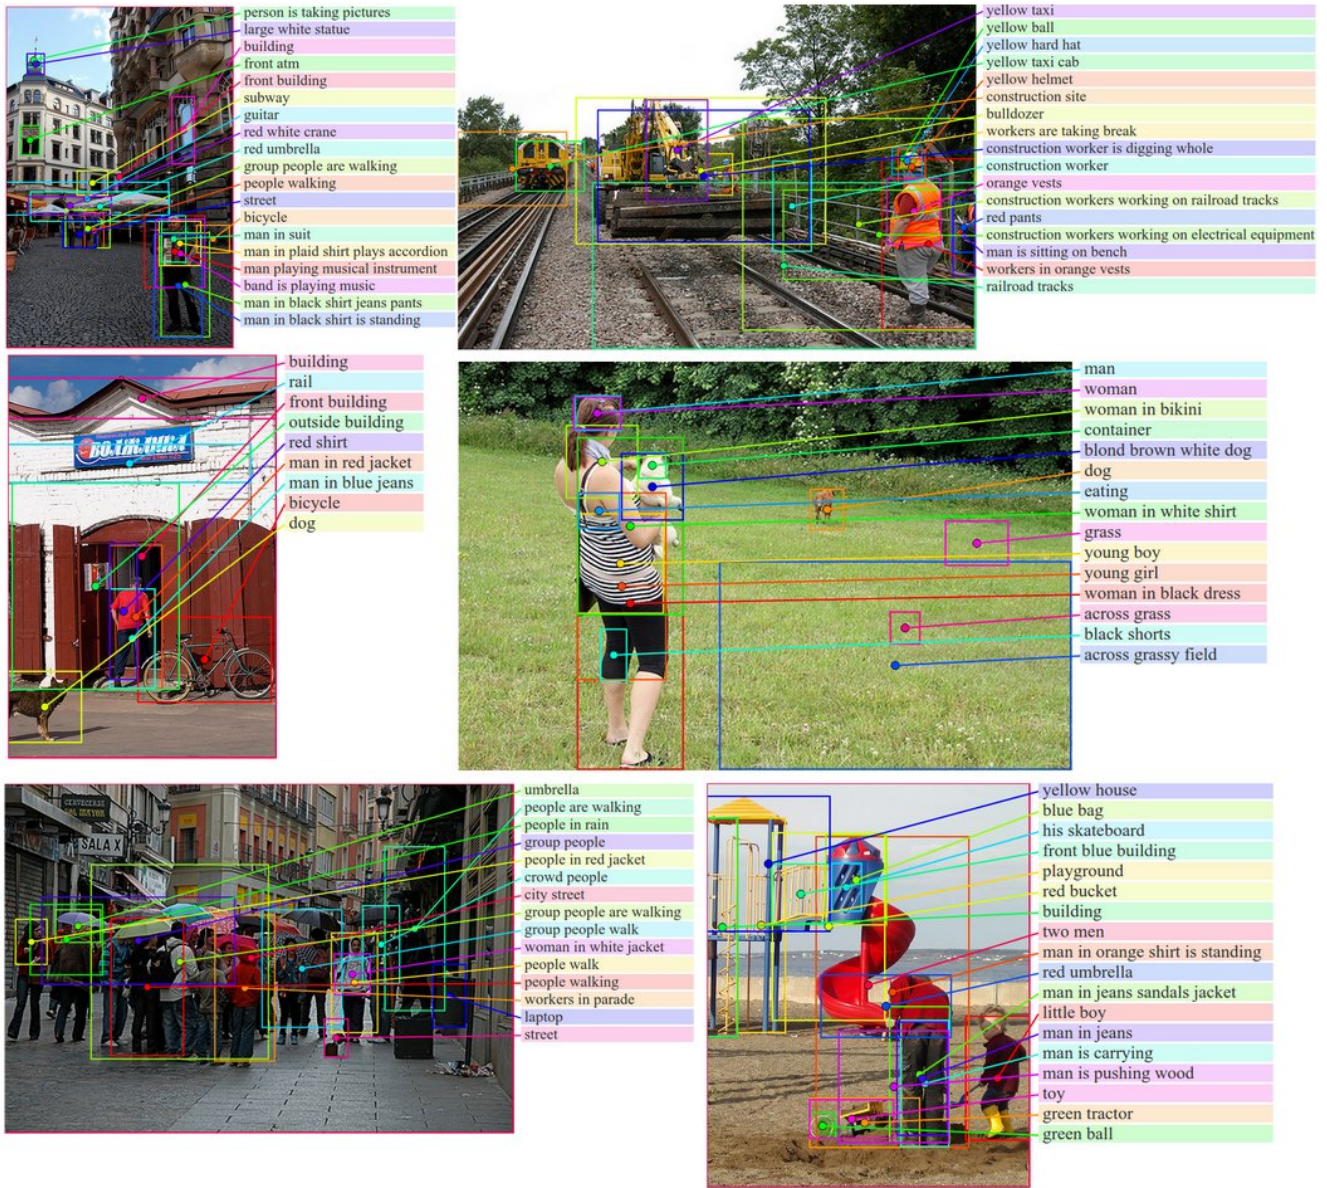 person is taking pictures
large white statue
building
front atm
front building
subway
guitar
red white crane
red umbrella
group people are walking
people walking
street
bicycle
man in suit
man in plaid shirt plays accordion
man playing musical instrument
band is playing music
man in black shirt jeans pants
man in black shirt is standing
yellow taxi
yellow ball
yellow hard hat
yellow taxi cab
yellow helmet
construction site
bulldozer
workers are taking break
construction worker is digging whole
construction worker
orange vests
construction workers working on railroad tracks
red pants
construction workers working on electrical equipment
man is sitting on bench
workers in orange vests
railroad tracks
building
rail
front building
outside building
red shirt
man in red jacket
man in blue jeans
bicycle
dog
man
woman
woman in bikini
container
blond brown white dog
dog
eating
woman in white shirt
grass
young boy
young girl
woman in black dress
across grass
black shorts
across grassy field
CERVECERIA
SAL MAYOR
SALA X
umbrella
people are walking
people in rain
group people
people in red jacket
crowd people
city street
group people are walking
group people walk
woman in white jacket
people walk
people walking
workers in parade
laptop
street
yellow house
blue bag
his skateboard
front blue building
playground
red bucket
building
two men
man in orange shirt is standing
red umbrella
man in jeans sandals jacket
little boy
man in jeans
man is carrying
man is pushing wood
toy
green tractor
green ball